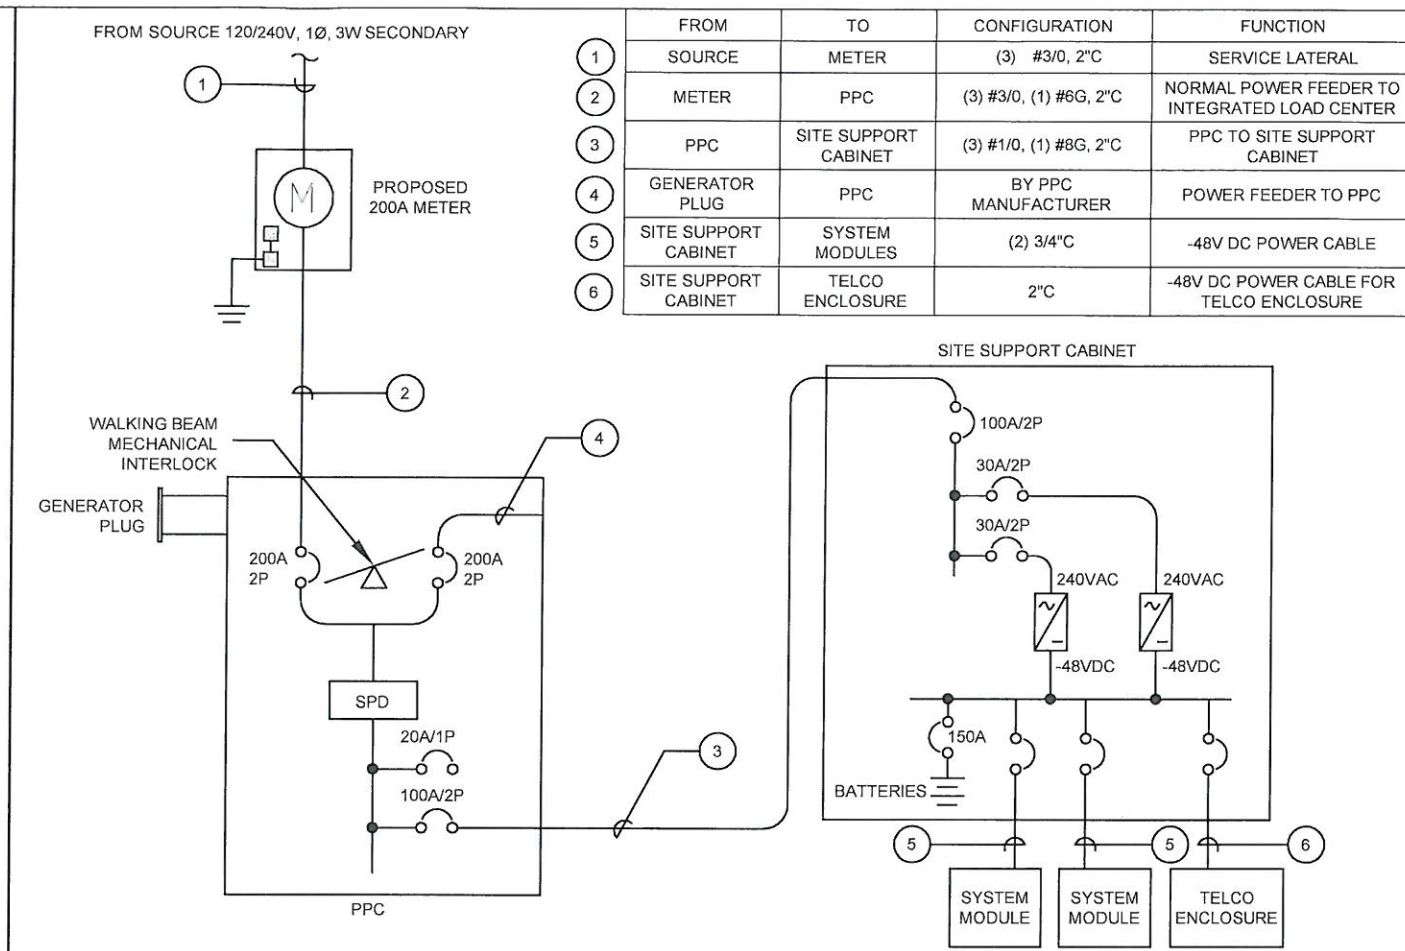 FROM SOURCE 120/240V, 1Ø, 3W SECONDARY
1
M
PROPOSED
200A METER
2
WALKING BEAM
MECHANICAL
INTERLOCK
4
GENERATOR
PLUG
200A
2P
200A
2P
SPD
20A/1P
100A/2P
3
PPC
FROM TO CONFIGURATION FUNCTION
1 SOURCE METER (3) #3/0, 2"C SERVICE LATERAL
2 METER PPC (3) #3/0, (1) #6G, 2"C NORMAL POWER FEEDER TO
INTEGRATED LOAD CENTER
3 PPC SITE SUPPORT
CABINET (3) #1/0, (1) #8G, 2"C PPC TO SITE SUPPORT
CABINET
4 GENERATOR
PLUG PPC BY PPC
MANUFACTURER POWER FEEDER TO PPC
5 SITE SUPPORT
CABINET SYSTEM
MODULES (2) 3/4"C -48V DC POWER CABLE
6 SITE SUPPORT
CABINET TELCO
ENCLOSURE 2"C -48V DC POWER CABLE FOR
TELCO ENCLOSURE
SITE SUPPORT CABINET
100A/2P
30A/2P
30A/2P
240VAC
240VAC
-48VDC
-48VDC
150A
BATTERIES
5
5
6
SYSTEM
MODULE
SYSTEM
MODULE
TELCO
ENCLOSURE